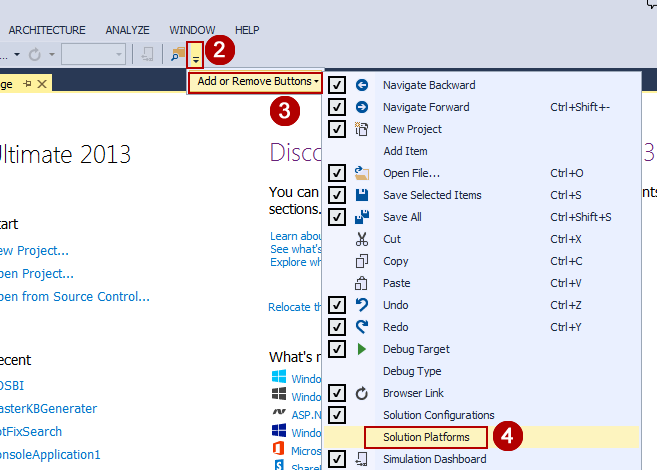 ARCHITECTURE ANALYZE WINDOW HELP
2
Add or Remove Buttons
3
ge
Navigate Backward
Navigate Forward Ctrl+Shift+-
New Project
Add Item
Open File... Ctrl+O
Save Selected Items Ctrl+S
Save All Ctrl+Shift+S
Cut Ctrl+X
Copy Ctrl+C
Paste Ctrl+V
Undo Ctrl+Z
Redo Ctrl+Y
Debug Target
Debug Type
Browser Link
Solution Configurations
Solution Platforms
4
Simulation Dashboard
ltimate 2013
tart
ew Project...
pen Project...
pen from Source Control...
ecent
OSBI
asterKBGenerater
otFixSearch
onsoleApplication1
Disco
3
You can
nts
sections.
Learn abou
See what's
Explore wh
Relocate th
What's n
Windo
Windo
ASP.N
Windo
Micros
ShareP